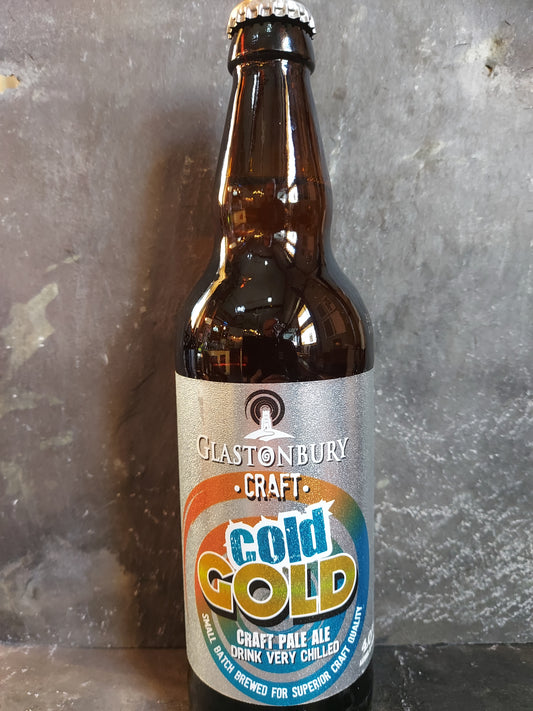 GLASTONBURY
• CRAFT •
cold
GOLD
CRAFT PALE ALE
DRINK VERY CHILLED
SMALL BATCH BREWED FOR SUPERIOR CRAFT QUALITY